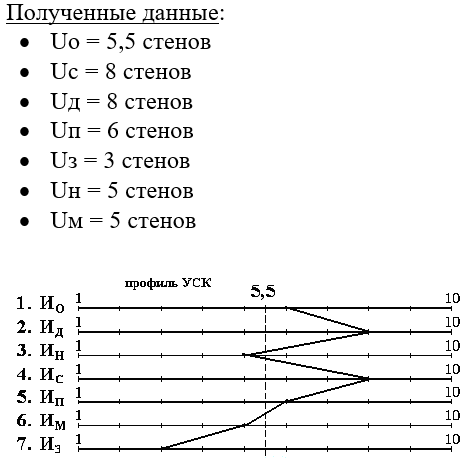 Полученные данные:
• Uо = 5,5 стенов
• Uс = 8 стенов
• Uд = 8 стенов
• Uп = 6 стенов
• Uз = 3 стенов
• Uн = 5 стенов
• Uм = 5 стенов
профиль УСК
5,5
1. Ио 1 10
2. Ид 1 10
3. Ин 1 10
4. Ис 1 10
5. Ип 1 10
6. Им 1 10
7. Из 1 10